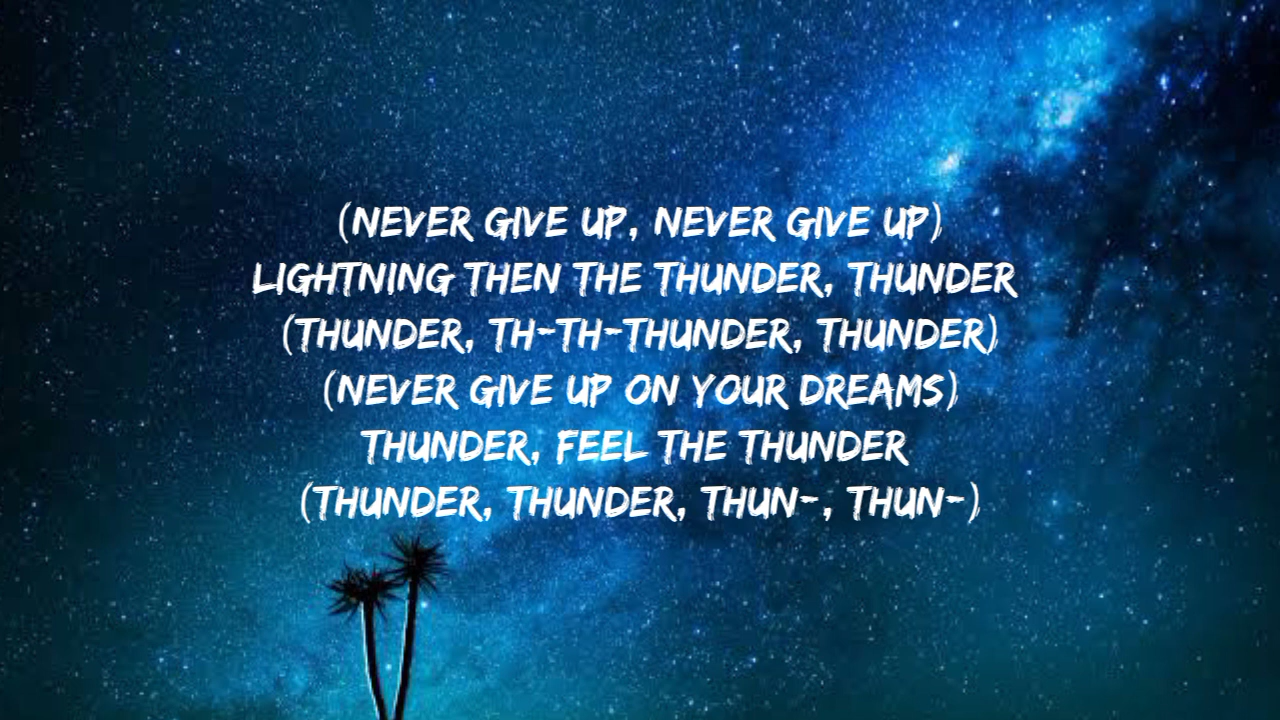 (NEVER GIVE UP, NEVER GIVE UP)
LIGHTNING THEN THE THUNDER, THUNDER
(THUNDER, TH-TH-THUNDER, THUNDER)
(NEVER GIVE UP ON YOUR DREAMS)
THUNDER, FEEL THE THUNDER
(THUNDER, THUNDER, THUN-, THUN-)